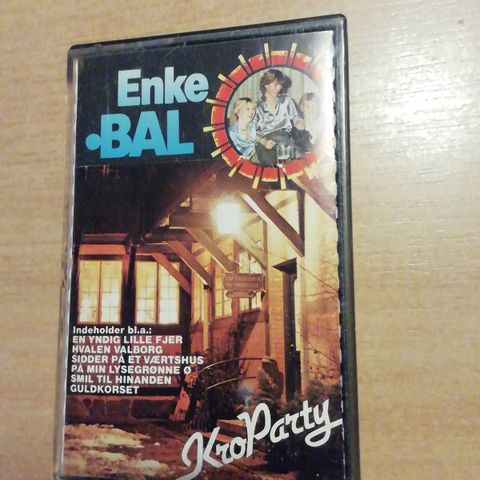 Enke
•BAL
Indeholder bl.a.:
EN YNDIG LILLE FJER
HVALEN VALBORG
SIDDER PÅ ET VÆRTSHUS
PÅ MIN LYSEGRØNNE Ø
SMIL TIL HINANDEN
GULDKORSET
KroParty